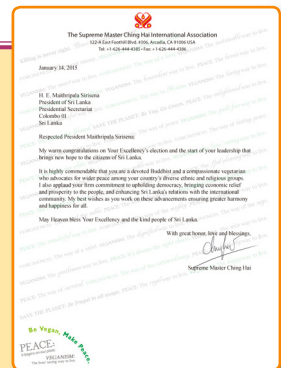 The Supreme Master Ching Hai International Association
January 14, 2015
H. E. Maithripala Sirisena
President of Sri Lanka
Presidential Secretariat
Colombo III
Sri Lanka
Respected President Maithripala Sirisena:
My warm congratulations on Your Excellency's election and the start of your leadership that
brings new hope to the citizens of Sri Lanka.
It is highly commendable that you are a devoted Buddhist and a compassionate vegetarian
who advocates for wider peace among your country's diverse ethnic and religious groups.
I also applaud your firm commitment to upholding democracy, bringing economic relief
and prosperity to the people, and enhancing Sri Lanka's relations with the international
community. My best wishes as you work on these advancements ensuring greater harmony
and happiness for all.
May Heaven bless Your Excellency and the kind people of Sri Lanka.
With great honor, love and blessings,
Supreme Master Ching Hai
Be Vegan, Make Peace.
PEACE:
VEGANISM: